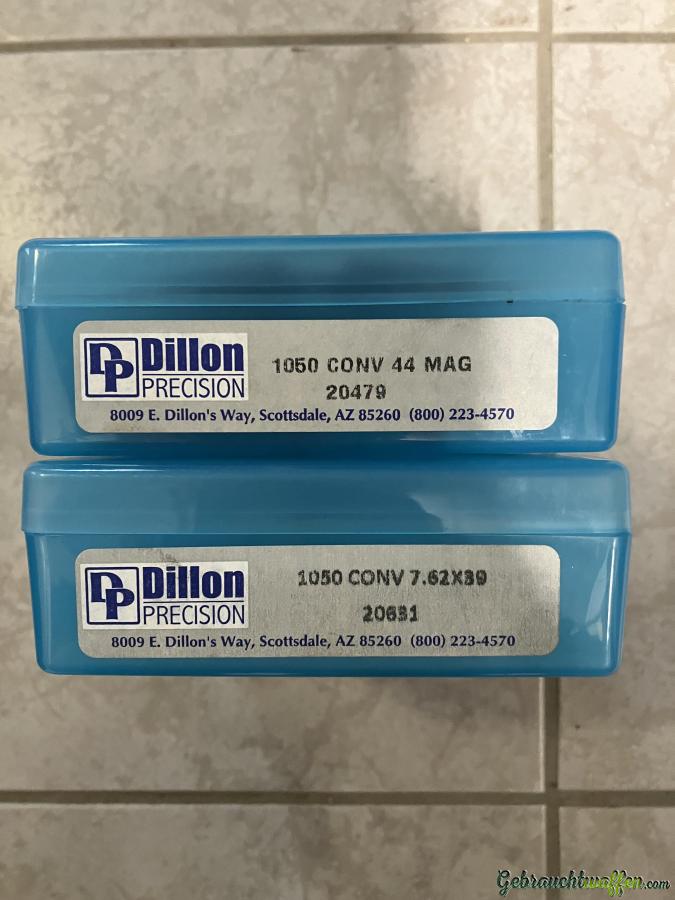 DP Dillon
PRECISION
1050 CONV 44 MAG
20479
8009 E. Dillon's Way, Scottsdale, AZ 85260 (800) 223-4570
DP Dillon
PRECISION
1050 CONV 7.62X39
20631
8009 E. Dillon's Way, Scottsdale, AZ 85260 (800) 223-4570
Gebrauchtwaffen.com